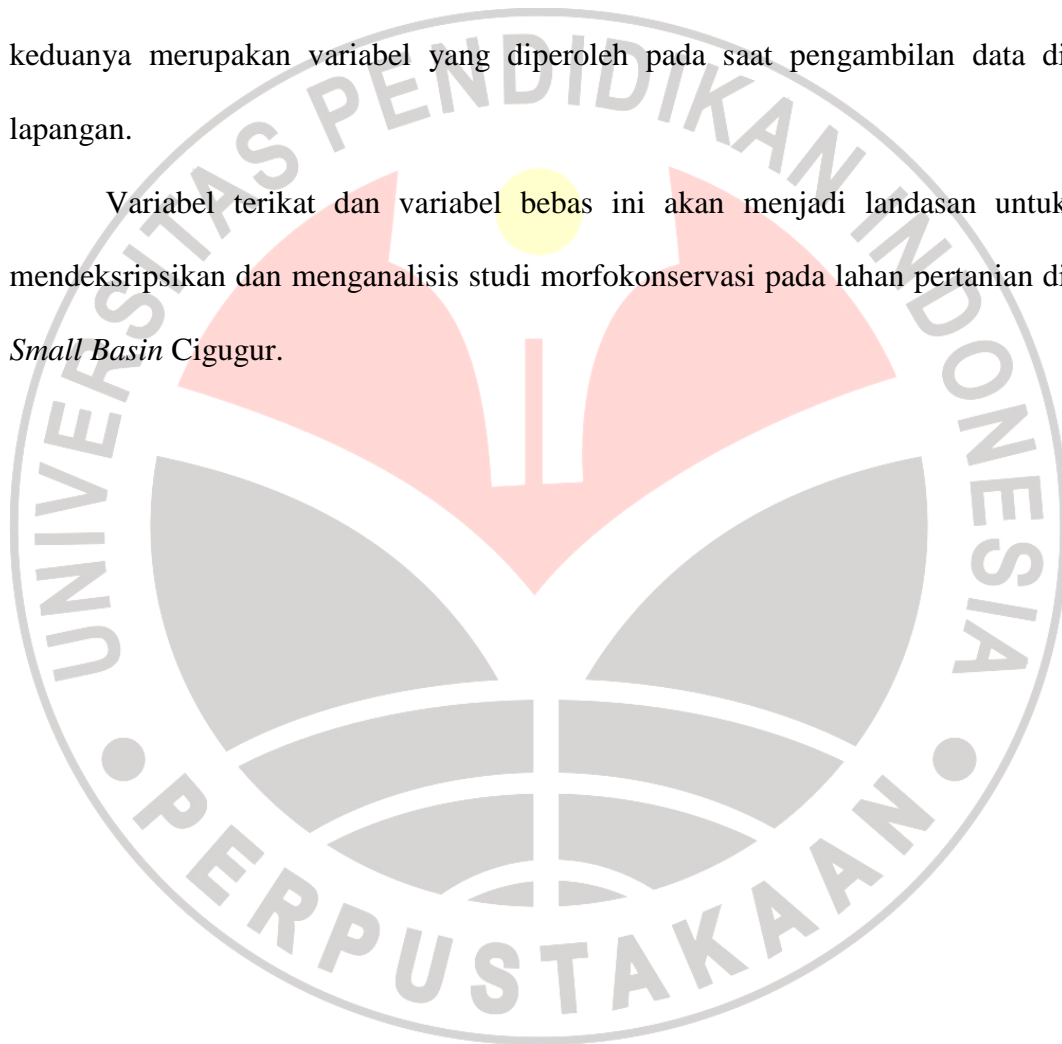 keduanya merupakan variabel yang diperoleh pada saat pengambilan data di
lapangan.
Variabel terikat dan variabel bebas ini akan menjadi landasan untuk
mendeksripsikan dan menganalisis studi morfokonservasi pada lahan pertanian di
Small Basin Cigugur.
UNIVERSITAS PENDIDIKAN INDONESIA
PERPUSTAKAAN